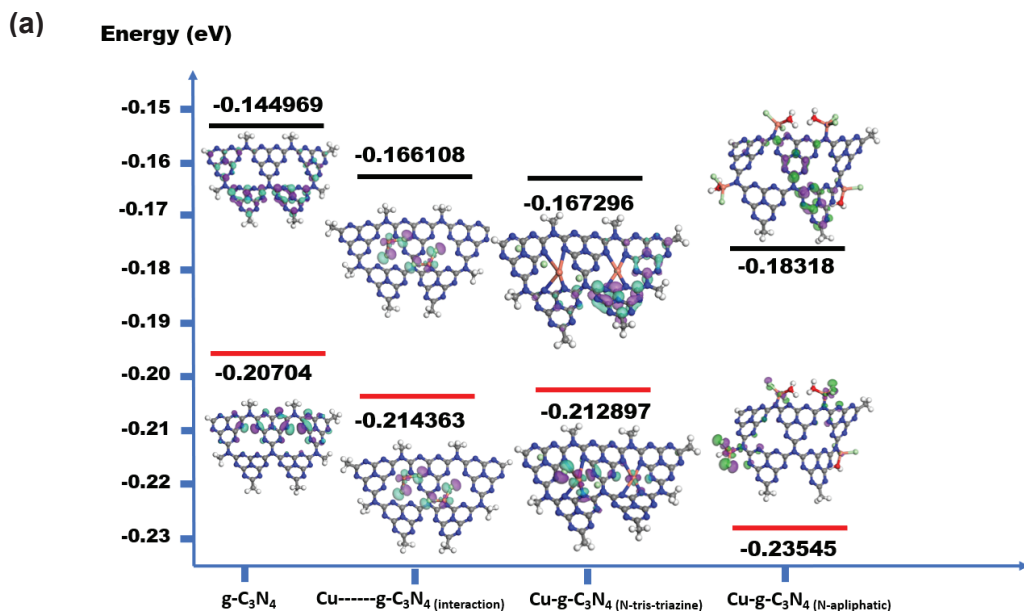 (a)
Energy (eV)
-0.15
-0.16
-0.17
-0.18
-0.19
-0.20
-0.21
-0.22
-0.23
-0.144969
-0.166108
-0.167296
-0.18318
-0.20704
-0.214363
-0.212897
-0.23545
g-C₃N₄
Cu------g-C₃N₄ (interaction)
Cu-g-C₃N₄ (N-tris-triazine)
Cu-g-C₃N₄ (N-apliphatic)